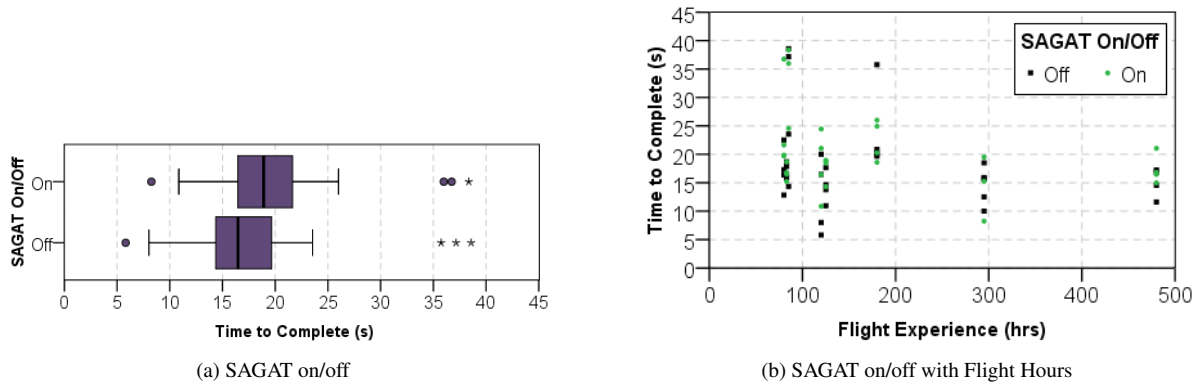 SAGAT On/Off
On
Off
0 5 10 15 20 25 30 35 40 45
Time to Complete (s)
(a) SAGAT on/off
Time to Complete (s)
45
40
35
30
25
20
15
10
5
0
SAGAT On/Off
Off On
0 100 200 300 400 500
Flight Experience (hrs)
(b) SAGAT on/off with Flight Hours